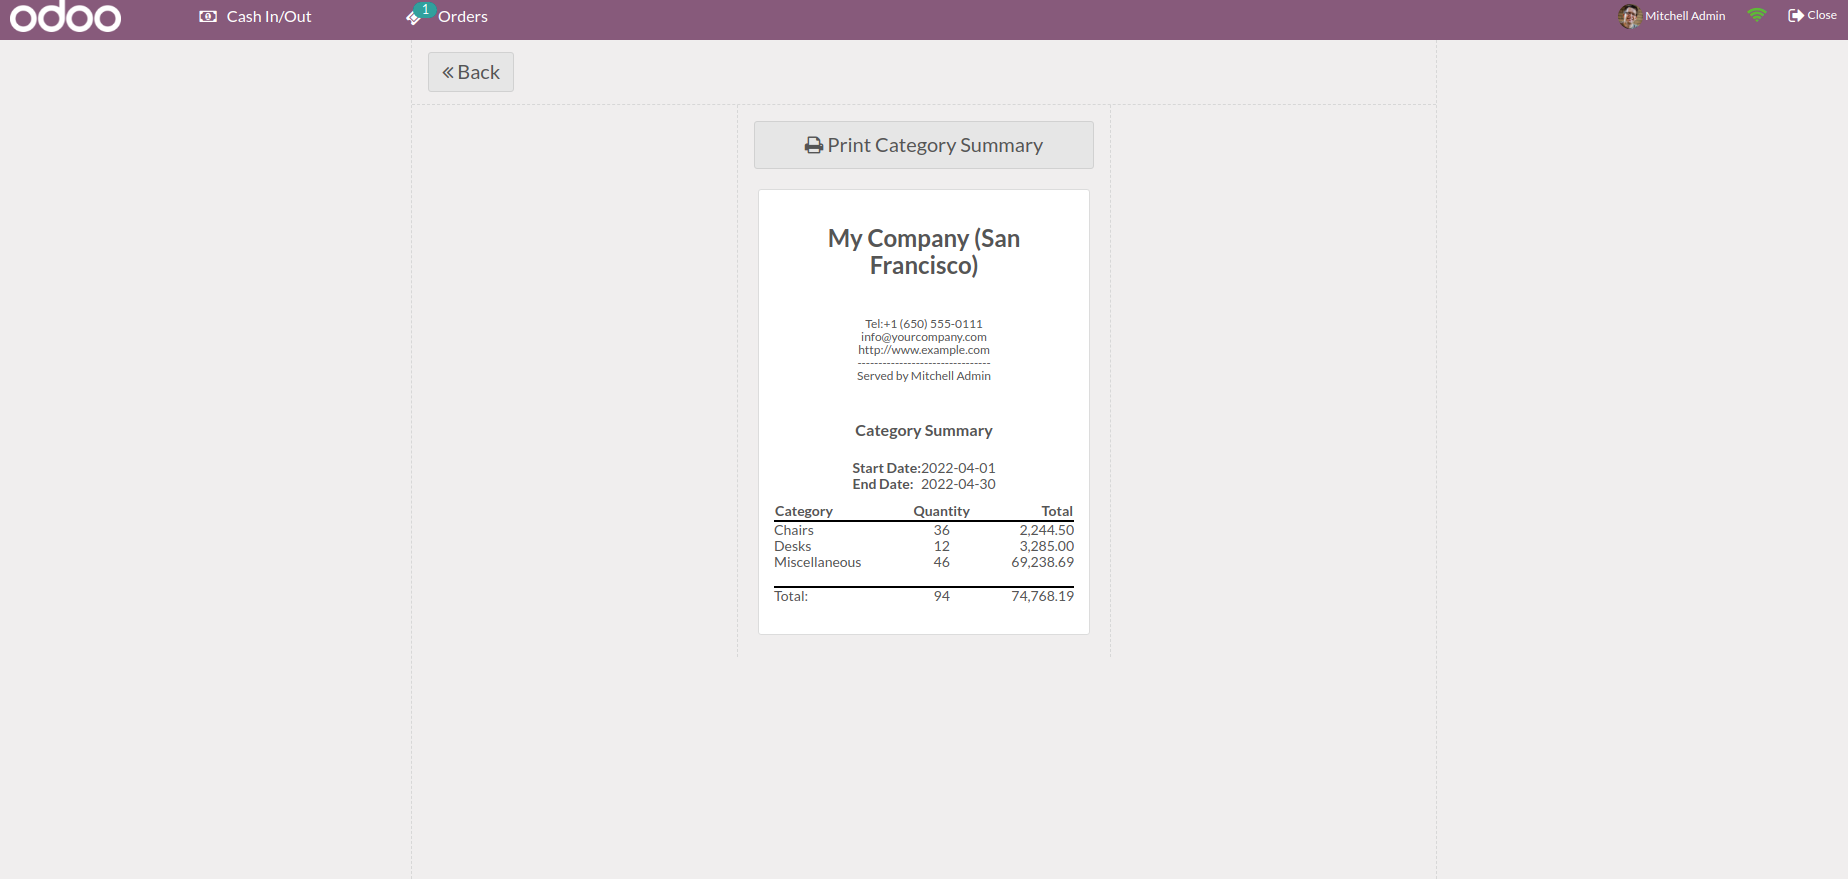 odoo
Cash In/Out
1
Orders
Mitchell Admin
Close
Back
Print Category Summary
My Company (San
Francisco)
Tel:+1 (650) 555-0111
info@yourcompany.com
http://www.example.com
--------------------------------
Served by Mitchell Admin
Category Summary
Start Date:2022-04-01
End Date: 2022-04-30
Category Quantity Total
Chairs 36 2,244.50
Desks 12 3,285.00
Miscellaneous 46 69,238.69
Total: 94 74,768.19